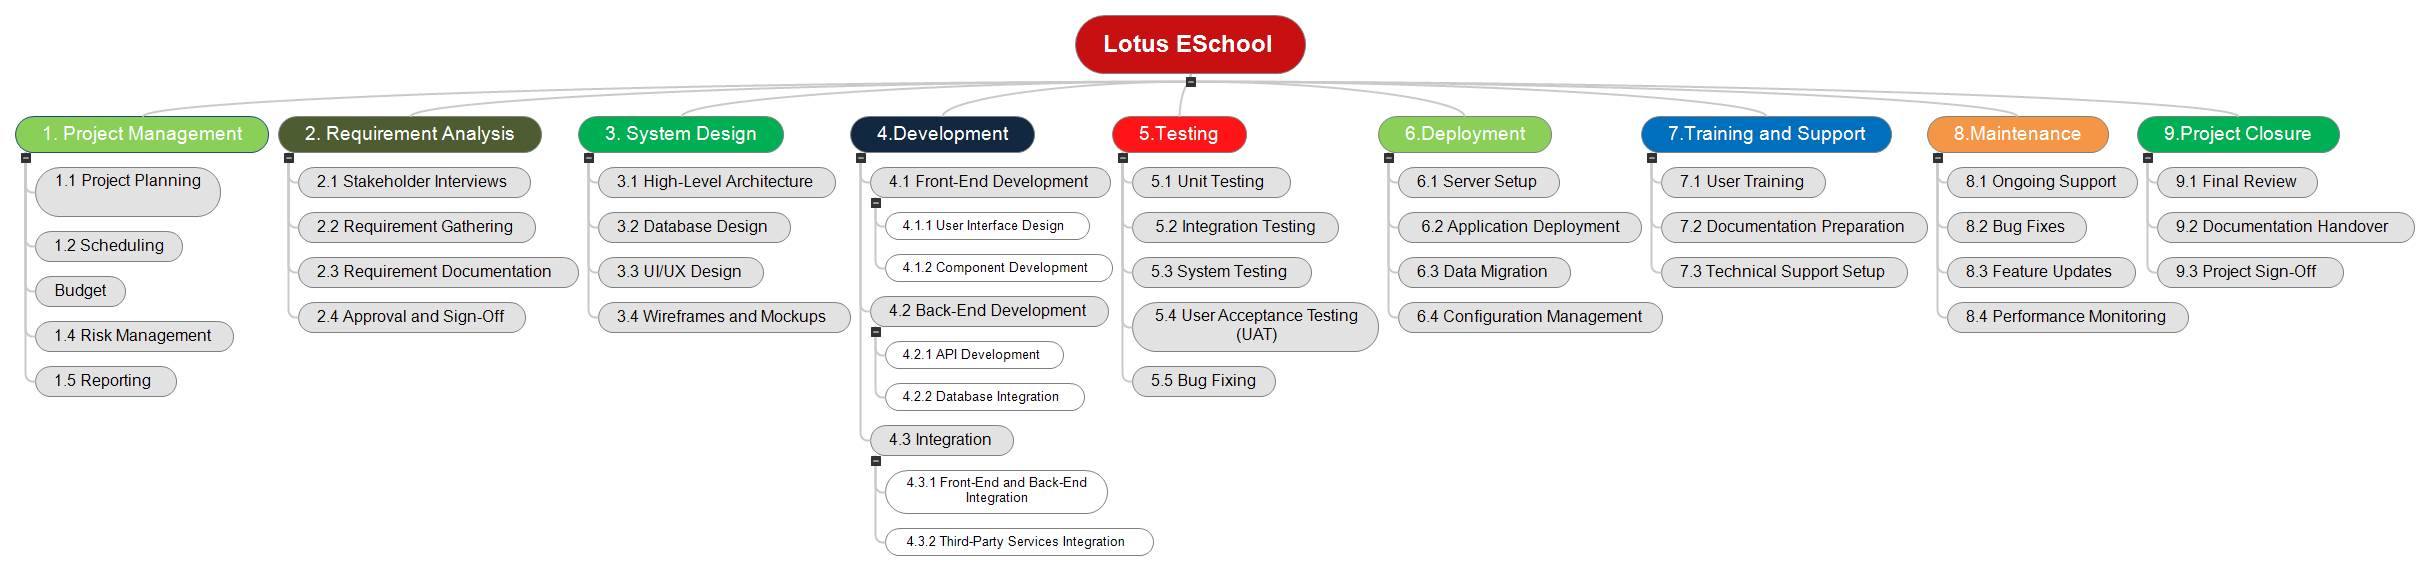 Lotus ESchool
1. Project Management
1.1 Project Planning
1.2 Scheduling
Budget
1.4 Risk Management
1.5 Reporting
2. Requirement Analysis
2.1 Stakeholder Interviews
2.2 Requirement Gathering
2.3 Requirement Documentation
2.4 Approval and Sign-Off
3. System Design
3.1 High-Level Architecture
3.2 Database Design
3.3 UI/UX Design
3.4 Wireframes and Mockups
4.Development
4.1 Front-End Development
4.1.1 User Interface Design
4.1.2 Component Development
4.2 Back-End Development
4.2.1 API Development
4.2.2 Database Integration
4.3 Integration
4.3.1 Front-End and Back-End
Integration
4.3.2 Third-Party Services Integration
5.Testing
5.1 Unit Testing
5.2 Integration Testing
5.3 System Testing
5.4 User Acceptance Testing
(UAT)
5.5 Bug Fixing
6.Deployment
6.1 Server Setup
6.2 Application Deployment
6.3 Data Migration
6.4 Configuration Management
7.Training and Support
7.1 User Training
7.2 Documentation Preparation
7.3 Technical Support Setup
8.Maintenance
8.1 Ongoing Support
8.2 Bug Fixes
8.3 Feature Updates
8.4 Performance Monitoring
9.Project Closure
9.1 Final Review
9.2 Documentation Handover
9.3 Project Sign-Off